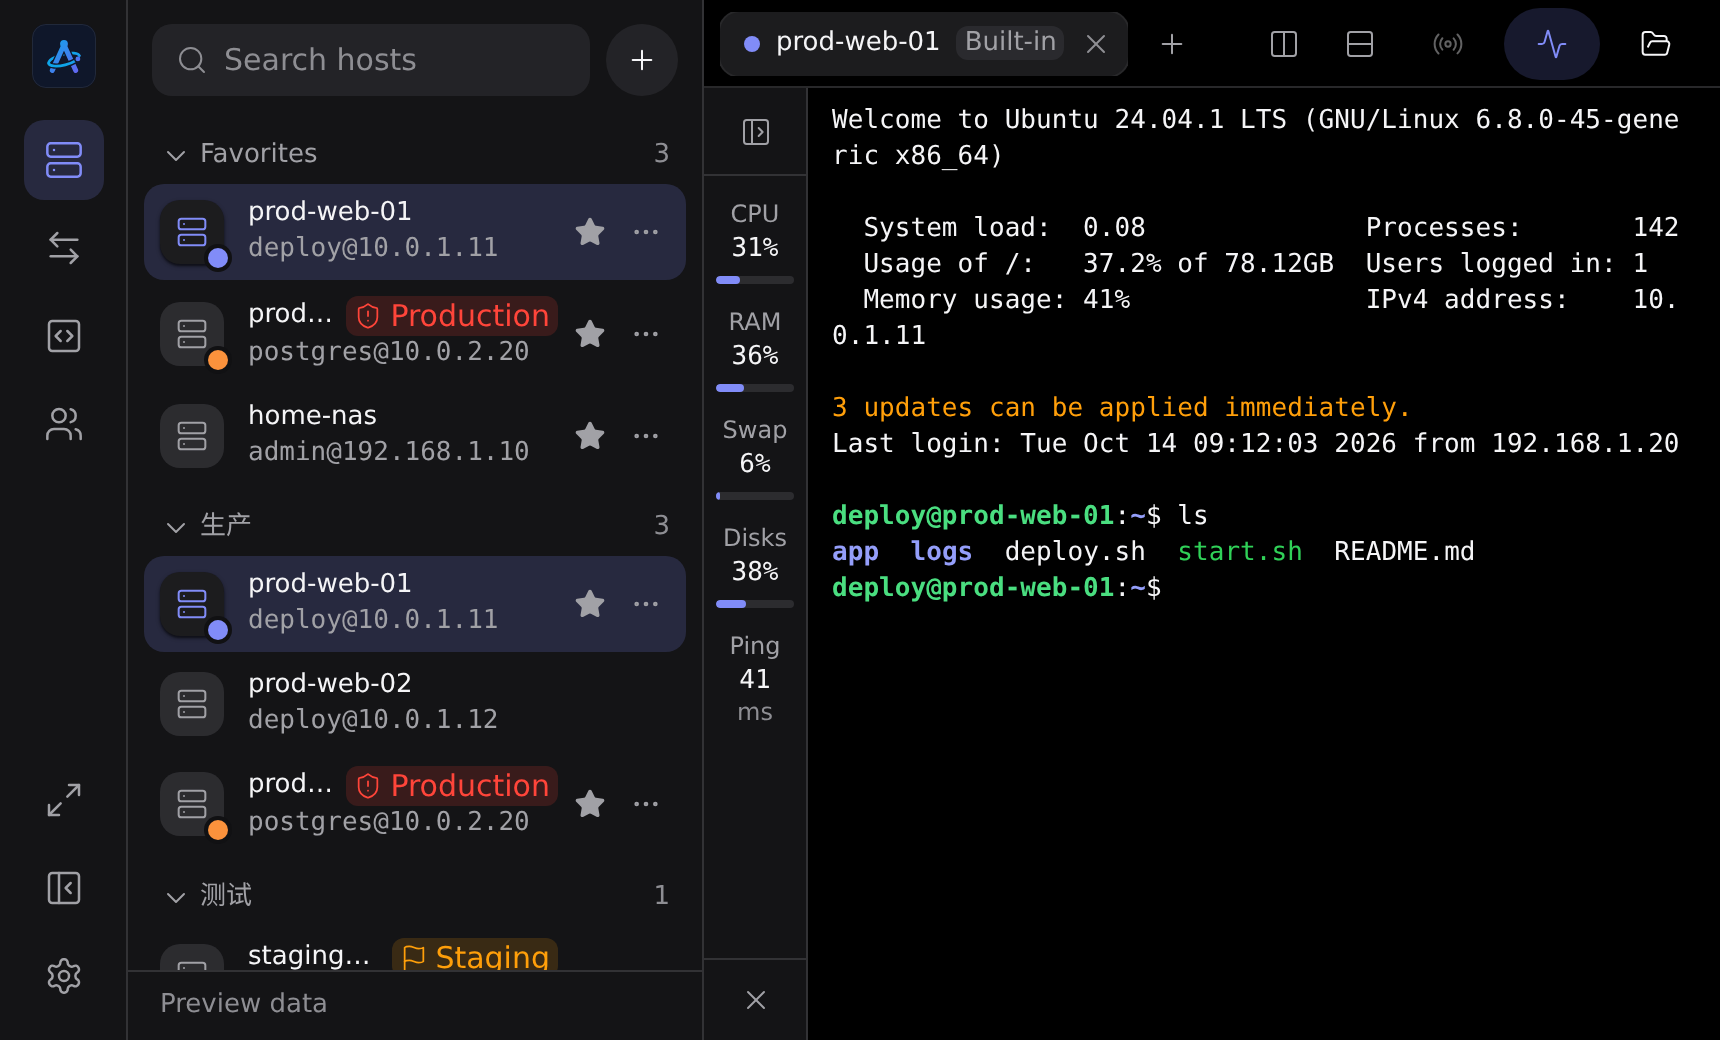 Search hosts
Favorites 3
prod-web-01
deploy@10.0.1.11
prod... Production
postgres@10.0.2.20
home-nas
admin@192.168.1.10
生产 3
prod-web-01
deploy@10.0.1.11
prod-web-02
deploy@10.0.1.12
prod... Production
postgres@10.0.2.20
测试 1
staging... Staging
Preview data
prod-web-01 Built-in
CPU
31%
RAM
36%
Swap
6%
Disks
38%
Ping
41
ms
Welcome to Ubuntu 24.04.1 LTS (GNU/Linux 6.8.0-45-gene
ric x86_64)
System load: 0.08 Processes: 142
Usage of /: 37.2% of 78.12GB Users logged in: 1
Memory usage: 41% IPv4 address: 10.
0.1.11
3 updates can be applied immediately.
Last login: Tue Oct 14 09:12:03 2026 from 192.168.1.20
deploy@prod-web-01:~$ ls
app logs deploy.sh start.sh README.md
deploy@prod-web-01:~$